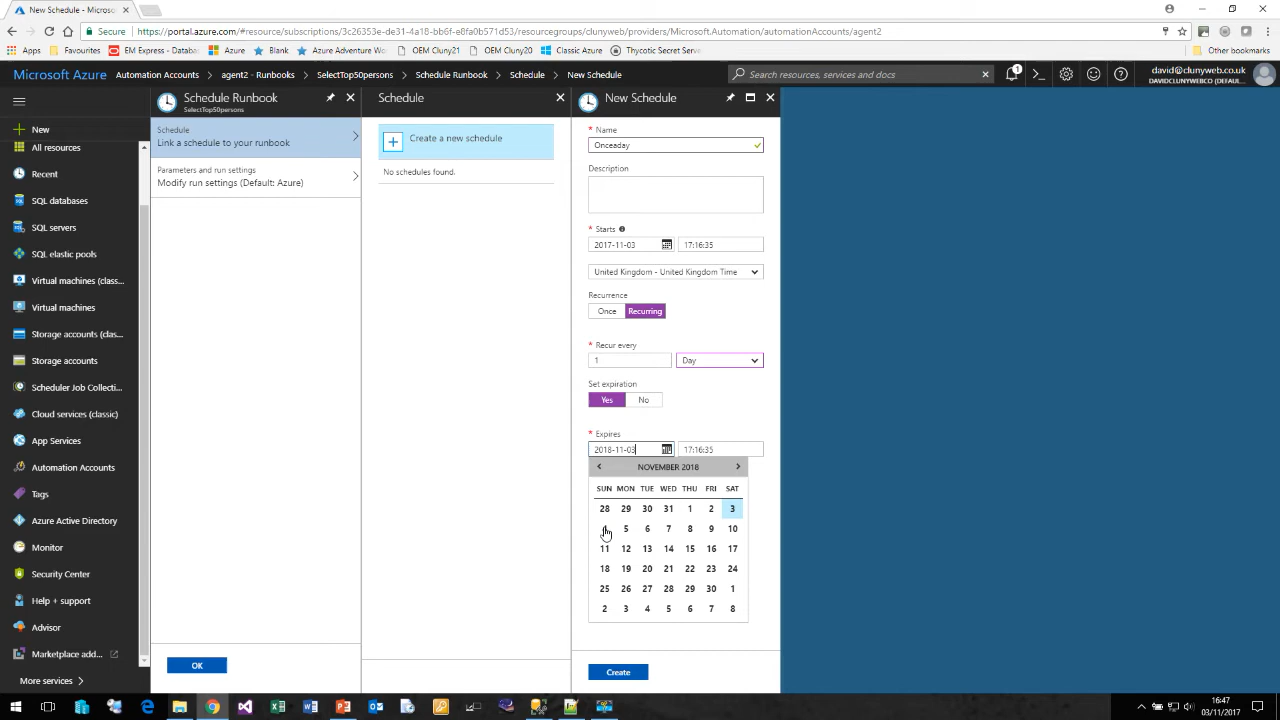 New Schedule - Microso
Secure
https://portal.azure.com/#resource/subscriptions/3c26353e-de31-4a18-bb6f-e8fa0b571d53/resourcegroups/clunyweb/providers/Microsoft.Automation/automationAccounts/agent2
Apps
Favourites
EM Express - Databas
Azure
Blank
Azure Adventure Wor
OEM Cluny21
OEM Cluny20
Classic Azure
Thycotic Secret Serve
Other bookmarks
Microsoft Azure
Automation Accounts
agent2 - Runbooks
SelectTop50persons
Schedule Runbook
Schedule
New Schedule
Search resources, services and docs
1
david@clunyweb.co.uk
DAVIDCLUNYWEBCO (DEFAUL...
New
All resources
Recent
SQL databases
SQL servers
SQL elastic pools
Virtual machines (class...
Virtual machines
Storage accounts (clas...
Storage accounts
Scheduler Job Collecti...
Cloud services (classic)
App Services
Automation Accounts
Tags
Azure Active Directory
Monitor
Security Center
Help + support
Advisor
Marketplace add...
More services
Schedule Runbook
SelectTop50persons
Schedule
Link a schedule to your runbook
Parameters and run settings
Modify run settings (Default: Azure)
OK
Schedule
Create a new schedule
No schedules found.
New Schedule
* Name
Onceaday
Description
* Starts
2017-11-03
17:16:35
United Kingdom - United Kingdom Time
Recurrence
Once
Recurring
* Recur every
1
Day
Set expiration
Yes
No
* Expires
2018-11-03
17:16:35
NOVEMBER 2018
SUN MON TUE WED THU FRI SAT
28 29 30 31 1 2 3
5 6 7 8 9 10
11 12 13 14 15 16 17
18 19 20 21 22 23 24
25 26 27 28 29 30 1
2 3 4 5 6 7 8
Create
16:47
03/11/2017